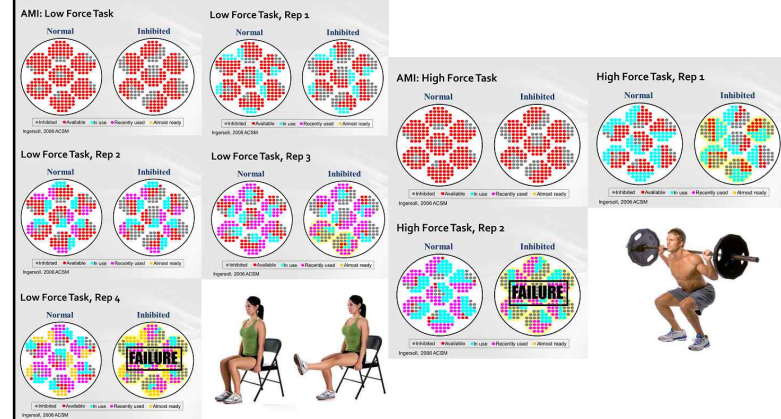 AMI: Low Force Task
Normal Inhibited
Inhibited Available In use Recently used Almost ready
Ingersoll, 2006 ACSM
Low Force Task, Rep 1
Normal Inhibited
Inhibited Available In use Recently used Almost ready
Ingersoll, 2006 ACSM
Low Force Task, Rep 2
Normal Inhibited
Inhibited Available In use Recently used Almost ready
Ingersoll, 2006 ACSM
Low Force Task, Rep 3
Normal Inhibited
Inhibited Available In use Recently used Almost ready
Ingersoll, 2006 ACSM
Low Force Task, Rep 4
Normal Inhibited
FAILURE
Inhibited Available In use Recently used Almost ready
Ingersoll, 2006 ACSM
AMI: High Force Task
Normal Inhibited
Inhibited Available In use Recently used Almost ready
Ingersoll, 2006 ACSM
High Force Task, Rep 1
Normal Inhibited
Inhibited Available In use Recently used Almost ready
Ingersoll, 2006 ACSM
High Force Task, Rep 2
Normal Inhibited
FAILURE
Inhibited Available In use Recently used Almost ready
Ingersoll, 2006 ACSM